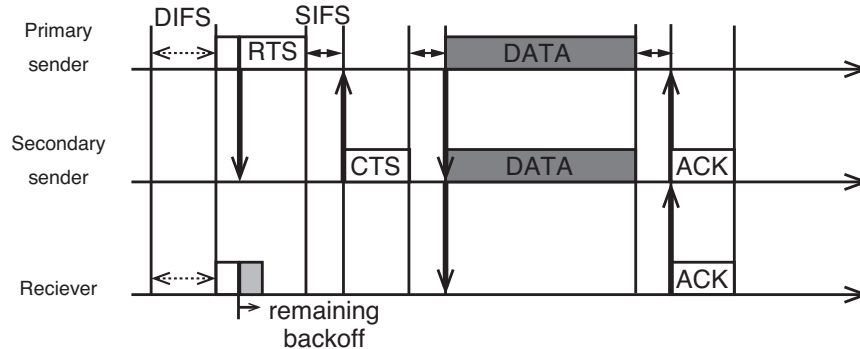 DIFS
SIFS
Primary
sender
RTS
DATA
Secondary
sender
CTS
DATA
ACK
Reciever
ACK
remaining
backoff